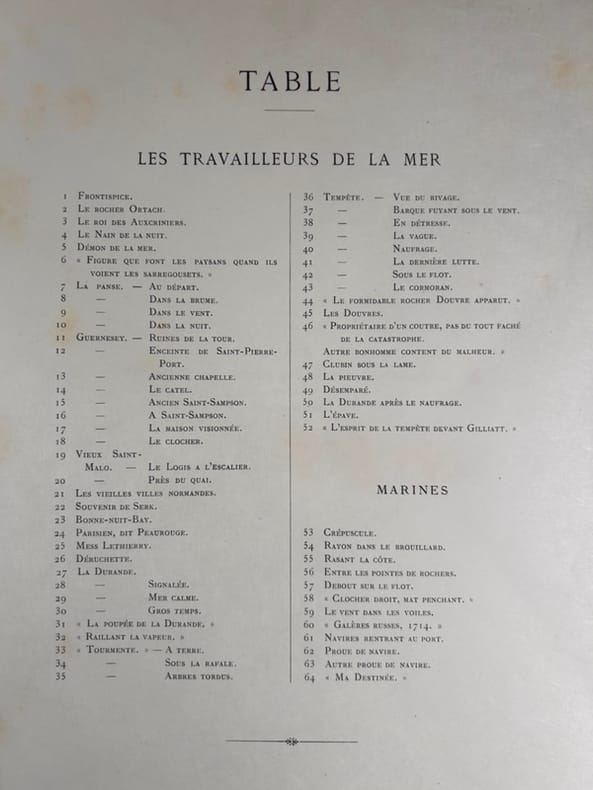 TABLE
LES TRAVAILLEURS DE LA MER
1 Frontispice.
2 Le rocher Ortach.
3 Le roi des Auxcriniers.
4 Le Nain de la nuit.
5 Démon de la mer.
6 « Figure que font les paysans quand ils
voient les sarregousets. »
7 La panse. — Au départ.
8 — Dans la brume.
9 — Dans le vent.
10 — Dans la nuit.
11 Guernesey. — Ruines de la tour.
12 — Enceinte de Saint-Pierre-
Port.
13 — Ancienne chapelle.
14 — Le catel.
15 — Ancien Saint-Sampson.
16 — A Saint-Sampson.
17 — La maison visionnée.
18 — Le clocher.
19 Vieux Saint-
Malo. — Le Logis a l'escalier.
20 — Près du quai.
21 Les vieilles villes normandes.
22 Souvenir de Serk.
23 Bonne-nuit-Bay.
24 Parisien, dit Peaurouge.
25 Mess Lethierry.
26 Déruchette.
27 La Durande.
28 — Signalée.
29 — Mer calme.
30 — Gros temps.
31 « La poupée de la Durande. »
32 « Raillant la vapeur. »
33 « Tourmente. » — A terre.
34 — Sous la rafale.
35 — Arbres tordus.
36 Tempête. — Vue du rivage.
37 — Barque fuyant sous le vent.
38 — En détresse.
39 — La vague.
40 — Naufrage.
41 — La dernière lutte.
42 — Sous le flot.
43 — Le cormoran.
44 « Le formidable rocher Douvre apparut. »
45 Les Douvres.
46 « Propriétaire d'un coutre, pas du tout faché
de la catastrophe.
Autre bonhomme content du malheur. »
47 Clubin sous la lame.
48 La pieuvre.
49 Désemparé.
50 La Durande après le naufrage.
51 L'épave.
52 « L'esprit de la tempête devant Gilliatt. »
MARINES
53 Crépuscule.
54 Rayon dans le brouillard.
55 Rasant la côte.
56 Entre les pointes de rochers.
57 Debout sur le flot.
58 « Clocher droit, mat penchant. »
59 Le vent dans les voiles.
60 « Galères russes, 1714. »
61 Navires rentrant au port.
62 Proue de navire.
63 Autre proue de navire.
64 « Ma Destinée. »